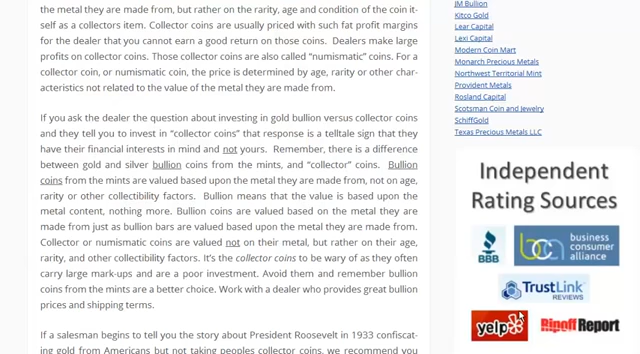 the metal they are made from, but rather on the rarity, age and condition of the coin it-
self as a collectors item. Collector coins are usually priced with such fat profit margins
for the dealer that you cannot earn a good return on those coins. Dealers make large
profits on collector coins. Those collector coins are also called “numismatic” coins. For a
collector coin, or numismatic coin, the price is determined by age, rarity or other char-
acteristics not related to the value of the metal they are made from.
If you ask the dealer the question about investing in gold bullion versus collector coins
and they tell you to invest in “collector coins” that response is a telltale sign that they
have their financial interests in mind and not yours. Remember, there is a difference
between gold and silver bullion coins from the mints, and “collector” coins. Bullion
coins from the mints are valued based upon the metal they are made from, not on age,
rarity or other collectibility factors. Bullion means that the value is based upon the
metal content, nothing more. Bullion coins are valued based on the metal they are
made from just as bullion bars are valued based upon the metal they are made from.
Collector or numismatic coins are valued not on their metal, but rather on their age,
rarity, and other collectibility factors. It’s the collector coins to be wary of as they often
carry large mark-ups and are a poor investment. Avoid them and remember bullion
coins from the mints are a better choice. Work with a dealer who provides great bullion
prices and shipping terms.
If a salesman begins to tell you the story about President Roosevelt in 1933 confiscat-
ing gold from Americans but not taking peoples collector coins, we recommend you
JM Bullion
Kitco Gold
Lear Capital
Lexi Capital
Modern Coin Mart
Monarch Precious Metals
Northwest Territorial Mint
Provident Metals
Rosland Capital
Scotsman Coin and Jewelry
SchiffGold
Texas Precious Metals LLC
Independent
Rating Sources
BBB
bca business
consumer
alliance
TrustLink
REVIEWS
yelp
Ripoff Report